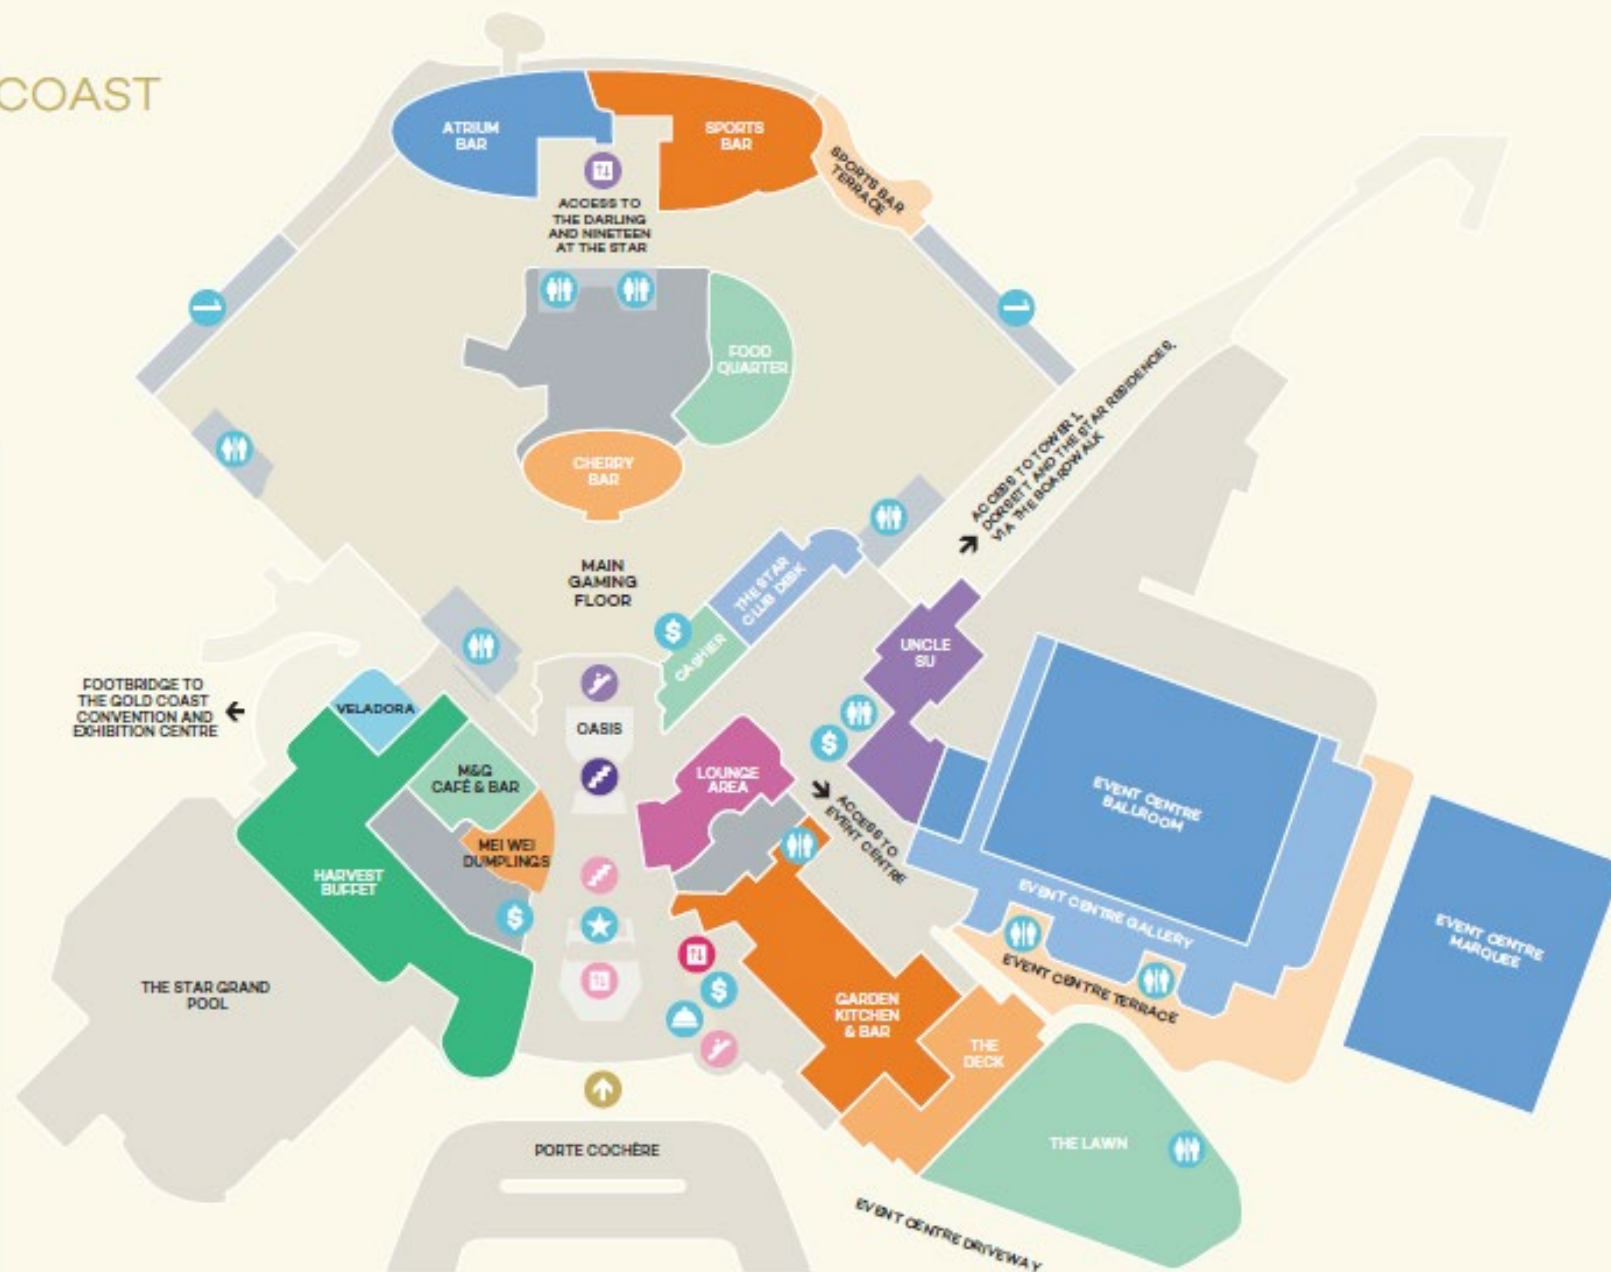 COAST
ATRIUM
BAR
SPORTS
BAR
SPORTS BAR
TERRACE
ACCESS TO
THE DARLING
AND NINETEEN
AT THE STAR
FOOD
QUARTER
CHERRY
BAR
ACCESS TO TOWER 1,
DORSETT AND THE STAR RESIDENCES,
VIA THE BOARDWALK
MAIN
GAMING
FLOOR
THE STAR
CLUB DESK
$
CASHIER
UNCLE
SU
FOOTBRIDGE TO
THE GOLD COAST
CONVENTION AND
EXHIBITION CENTRE
VELADORA
OASIS
$
M&G
CAFÉ & BAR
LOUNGE
AREA
ACCESS TO
EVENT CENTRE
EVENT CENTRE
BALLROOM
MEI WEI
DUMPLINGS
HARVEST
BUFFET
$
EVENT CENTRE GALLERY
EVENT CENTRE
MARQUEE
EVENT CENTRE TERRACE
THE STAR GRAND
POOL
$
GARDEN
KITCHEN
& BAR
THE
DECK
PORTE COCHÈRE
THE LAWN
EVENT CENTRE DRIVEWAY